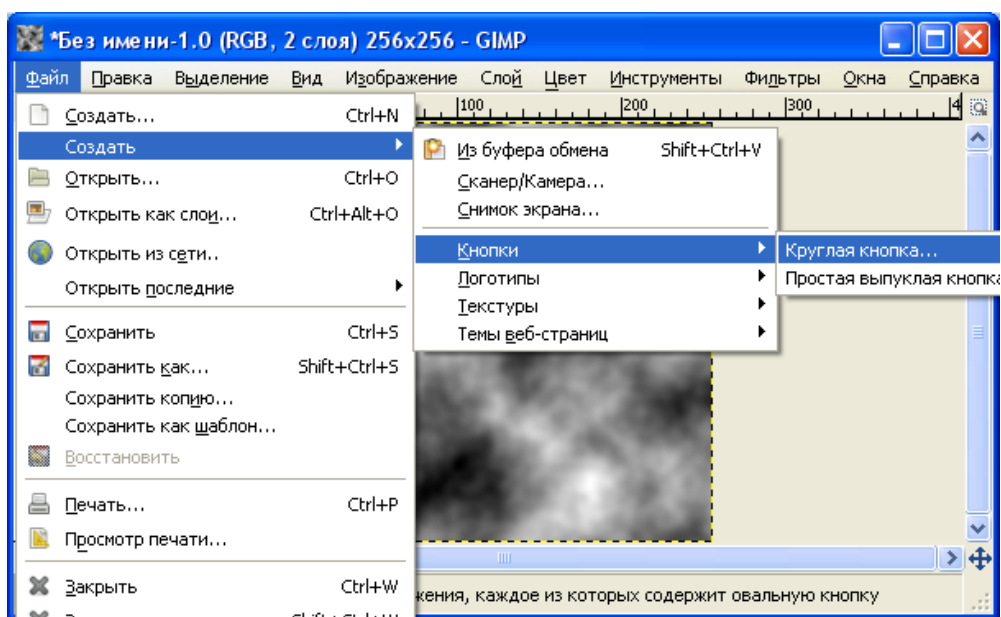 *Без имени-1.0 (RGB, 2 слоя) 256x256 – GIMP
Файл Правка Выделение Вид Изображение Слой Цвет Инструменты Фильтры Окна Справка
100 200 300 4
Создать... Ctrl+N
Создать
Открыть... Ctrl+O
Открыть как слои... Ctrl+Alt+O
Открыть из сети..
Открыть последние
Сохранить Ctrl+S
Сохранить как... Shift+Ctrl+S
Сохранить копию...
Сохранить как шаблон...
Восстановить
Печать... Ctrl+P
Просмотр печати...
Закрыть Ctrl+W
Из буфера обмена Shift+Ctrl+V
Сканер/Камера...
Снимок экрана...
Кнопки
Логотипы
Текстуры
Темы веб-страниц
Круглая кнопка...
Простая выпуклая кнопка
жения, каждое из которых содержит овальную кнопку